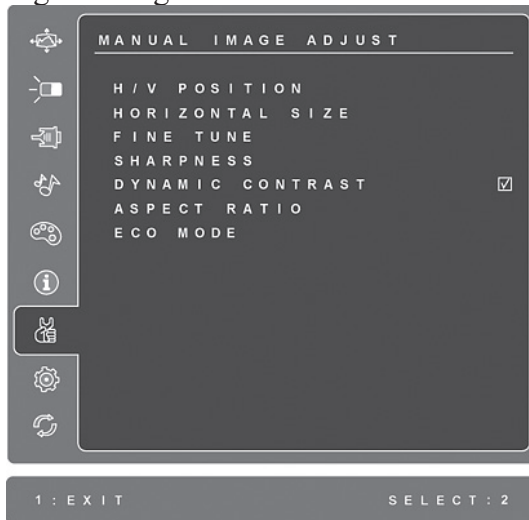 MANUAL IMAGE ADJUST
H/V POSITION
HORIZONTAL SIZE
FINE TUNE
SHARPNESS
DYNAMIC CONTRAST ☑
ASPECT RATIO
ECO MODE
1:EXIT SELECT:2